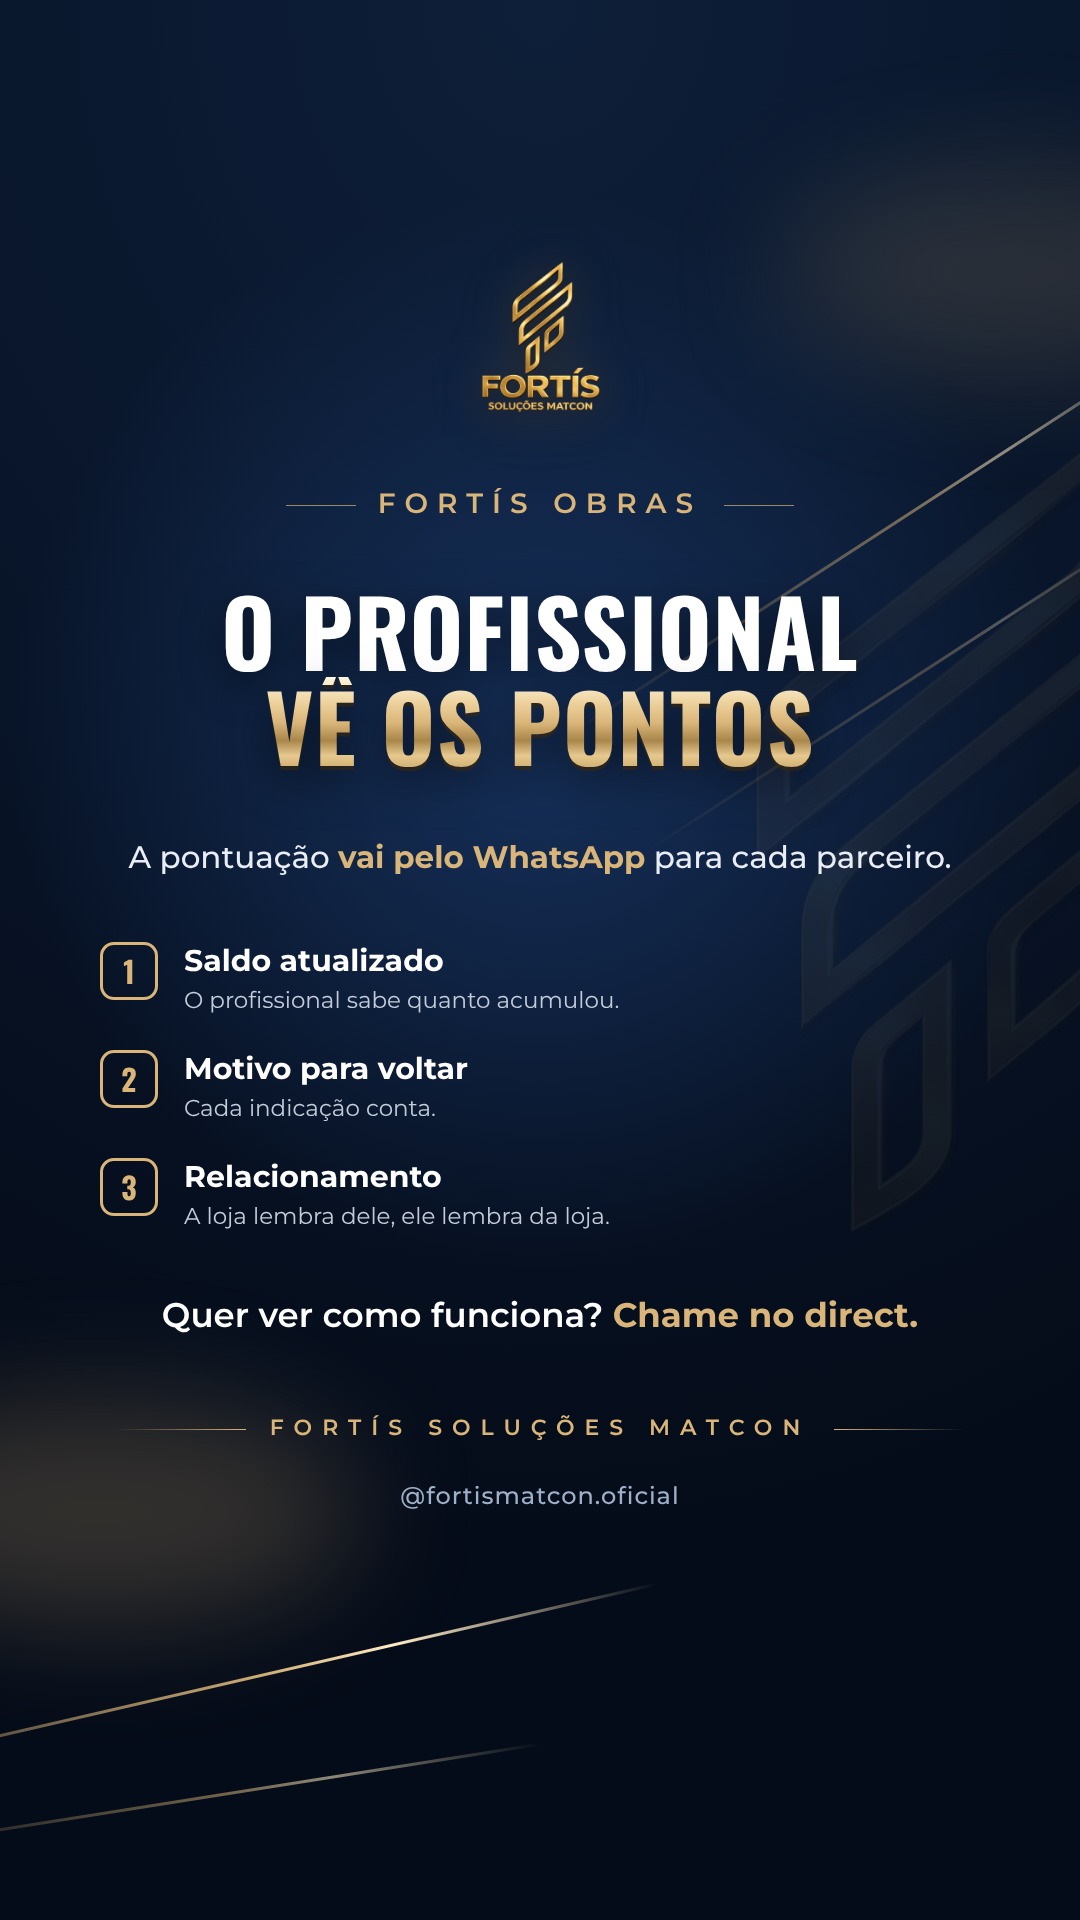 FORTÍS
SOLUÇÕES MATCON
FORTÍS OBRAS
O PROFISSIONAL
VÊ OS PONTOS
A pontuação vai pelo WhatsApp para cada parceiro.
1
Saldo atualizado
O profissional sabe quanto acumulou.
2
Motivo para voltar
Cada indicação conta.
3
Relacionamento
A loja lembra dele, ele lembra da loja.
Quer ver como funciona? Chame no direct.
FORTÍS SOLUÇÕES MATCON
@fortismatcon.oficial